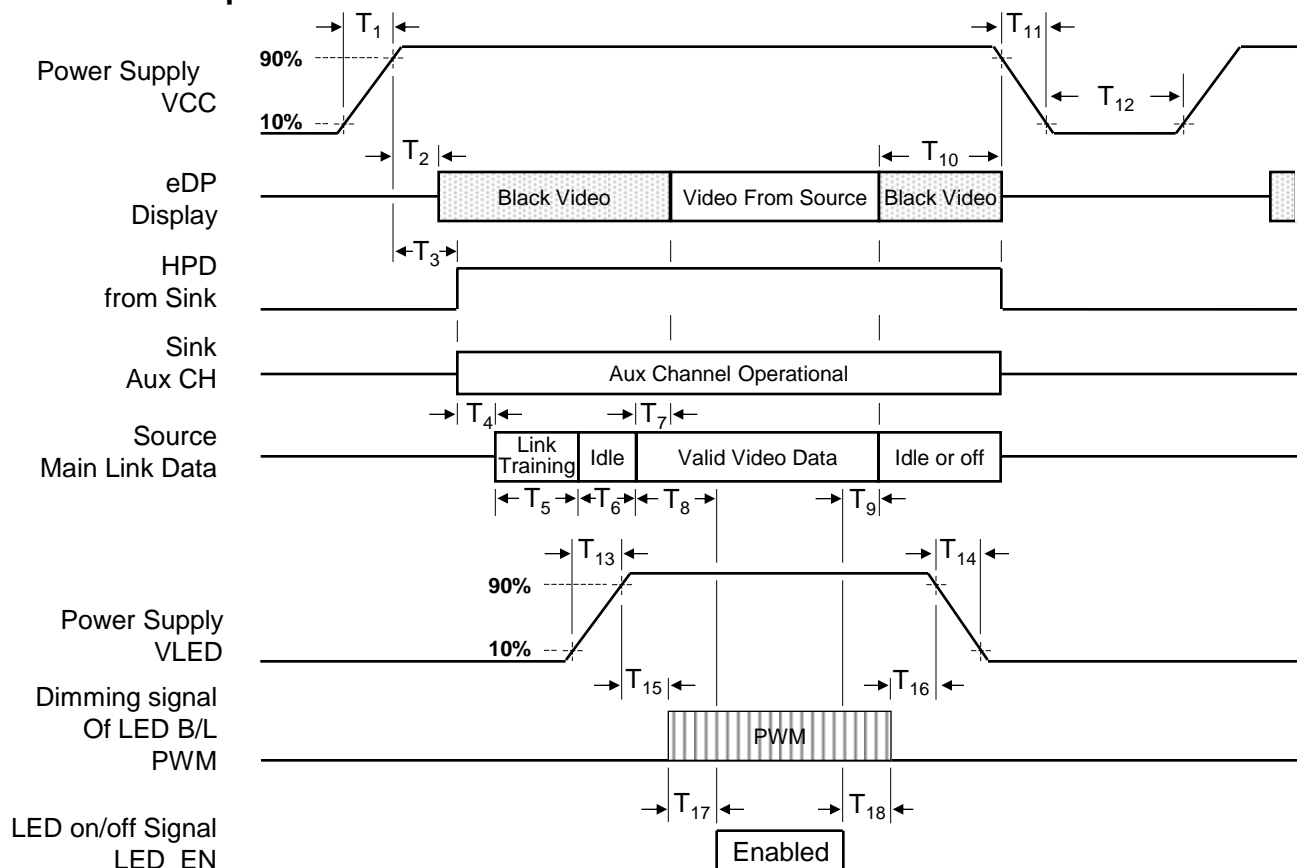 T1
T11
90%
Power Supply
VCC
T12
10%
T2
T10
eDP
Display
Black Video
Video From Source
Black Video
T3
HPD
from Sink
Sink
Aux CH
Aux Channel Operational
T4
T7
Source
Main Link Data
Link
Training
Idle
Valid Video Data
Idle or off
T5
T6
T8
T9
T13
T14
90%
Power Supply
VLED
10%
T15
T16
Dimming signal
Of LED B/L
PWM
PWM
T17
T18
LED on/off Signal
LED_EN
Enabled